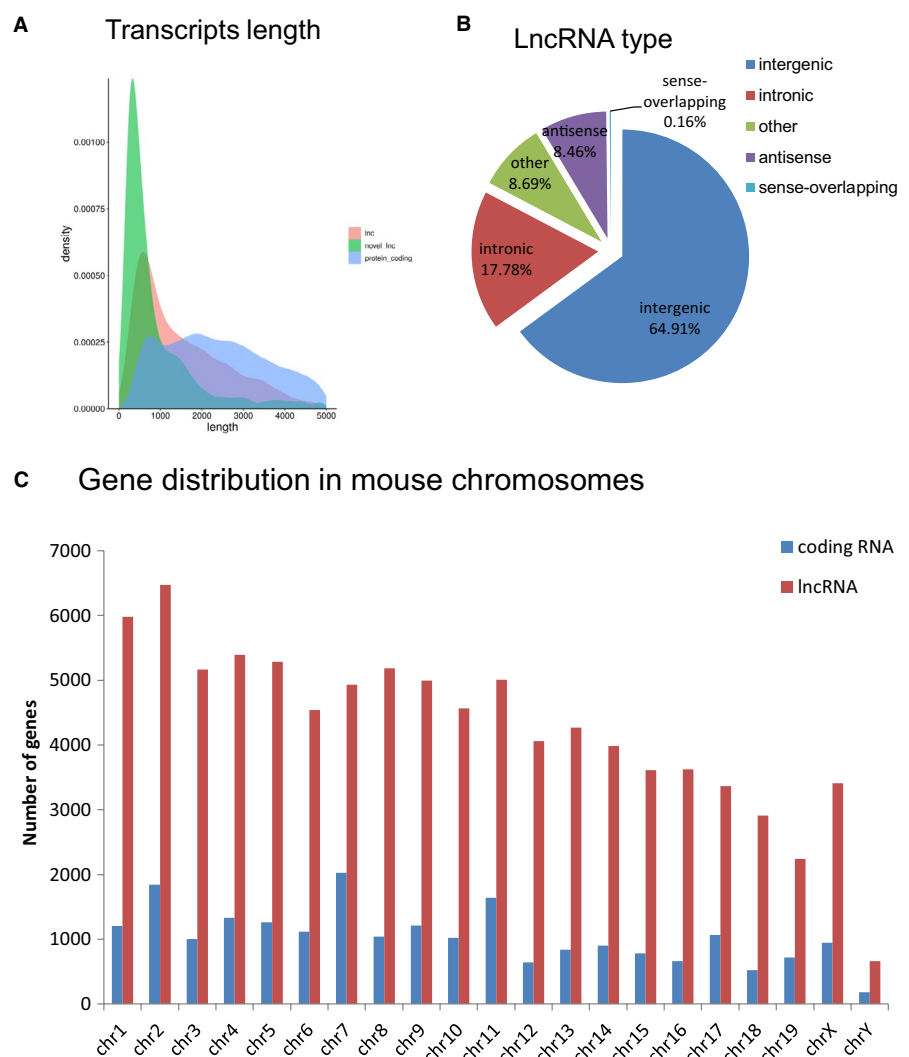 A
Transcripts length
0.00100
0.00075
0.00050
0.00025
0.00000
density
0
1000
2000
3000
4000
5000
length
lnc
novel_lnc
protein_coding
B
LncRNA type
sense-
overlapping
0.16%
antisense
8.46%
other
8.69%
intronic
17.78%
intergenic
64.91%
intergenic
intronic
other
antisense
sense-overlapping
C
Gene distribution in mouse chromosomes
coding RNA
lncRNA
Number of genes
7000
6000
5000
4000
3000
2000
1000
0
chr1
chr2
chr3
chr4
chr5
chr6
chr7
chr8
chr9
chr10
chr11
chr12
chr13
chr14
chr15
chr16
chr17
chr18
chr19
chrX
chrY